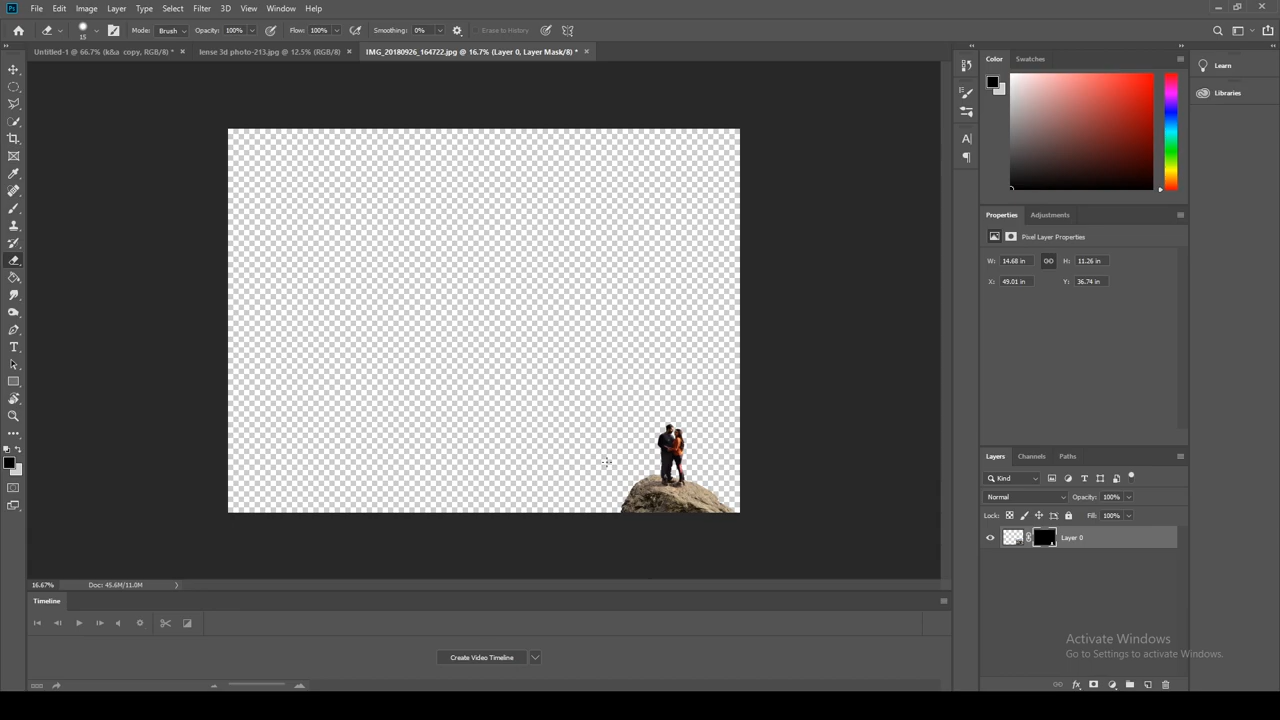 Ps File Edit Image Layer Type Select Filter 3D View Window Help
15 Mode: Brush Opacity: 100% Flow: 100% Smoothing: 0% Erase to History
Untitled-1 @ 66.7% (k&a copy, RGB/8) * × lense 3d photo-213.jpg @ 12.5% (RGB/8) × IMG_20180926_164722.jpg @ 16.7% (Layer 0, Layer Mask/8) * ×
Color Swatches
Learn
Libraries
Properties Adjustments
Pixel Layer Properties
W: 14.68 in H: 11.26 in
X: 49.01 in Y: 36.74 in
Layers Channels Paths
Kind
Normal Opacity: 100%
Lock: Fill: 100%
Layer 0
16.67% Doc: 45.6M/11.0M
Timeline
Create Video Timeline
Activate Windows
Go to Settings to activate Windows.